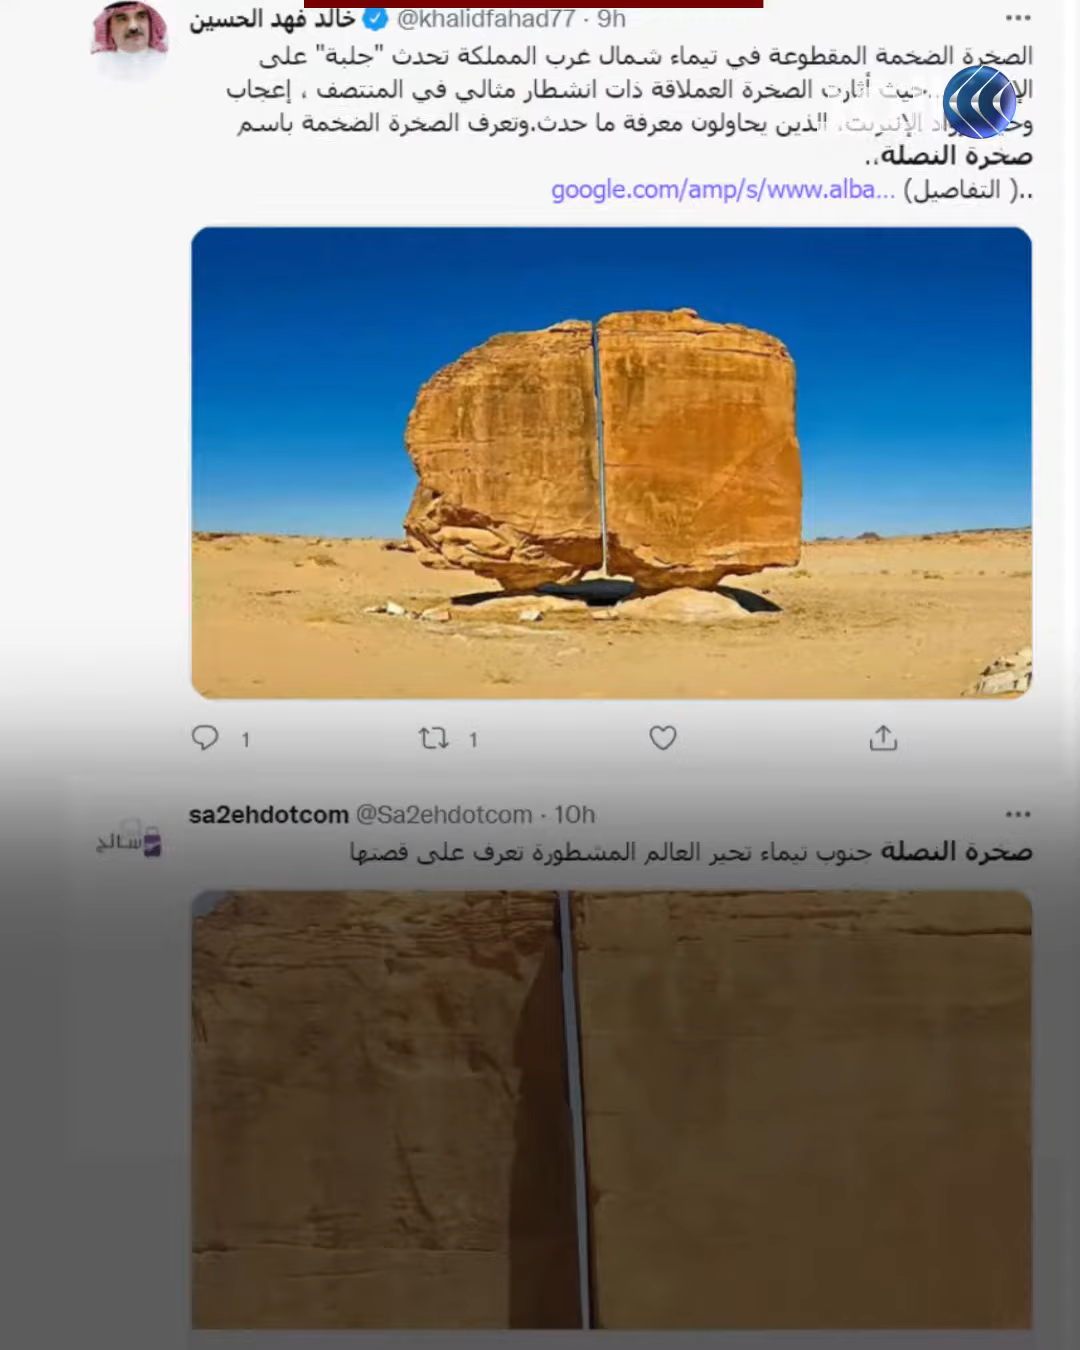 خالد فهد الحسين @khalidfahad77 · 9h
الصخرة الضخمة المقطوعة في تيماء شمال غرب المملكة تحدث "جلبة" على
..حيث أثارت الصخرة العملاقة ذات انشطار مثالي في المنتصف ، إعجاب
الإنترنت، الذين يحاولون معرفة ما حدث.وتعرف الصخرة الضخمة باسم
صخرة النصلة،..
..( التفاصيل) google.com/amp/s/www.alba...
1 1
sa2ehdotcom @Sa2ehdotcom · 10h
صخرة النصلة جنوب تيماء تحير العالم المشطورة تعرف على قصتها
سائح